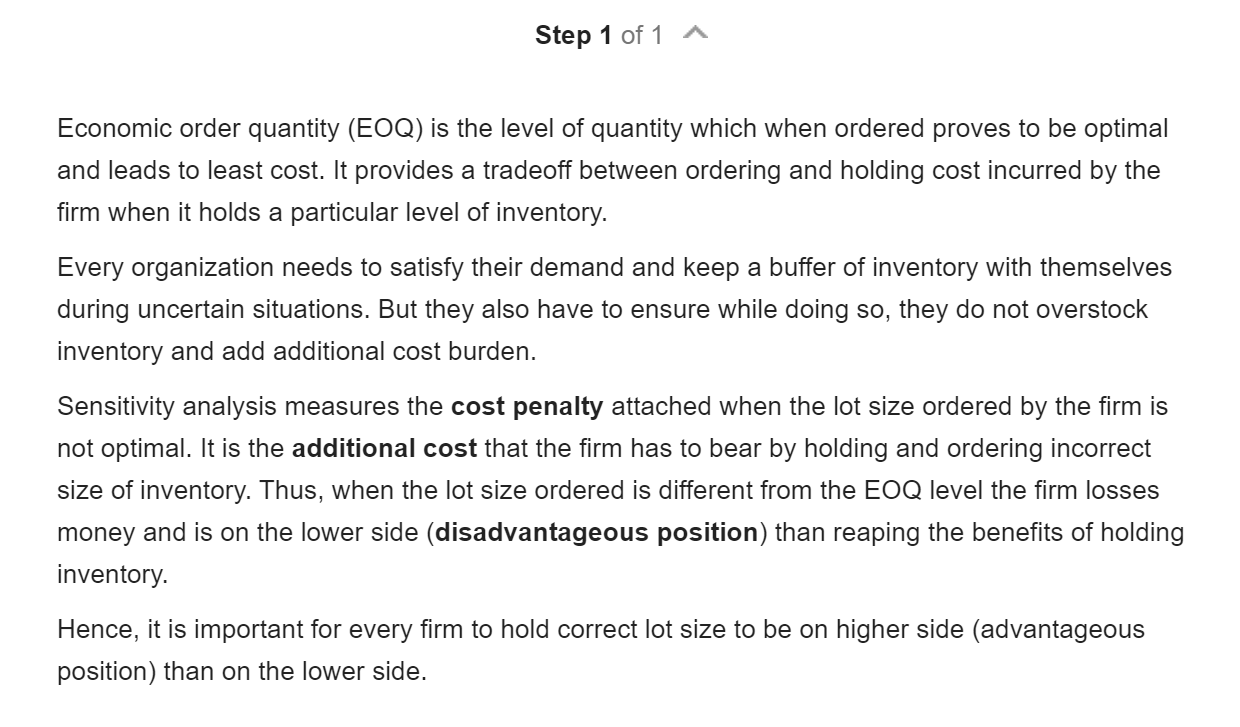 Step 1 of 1
Economic order quantity (EOQ) is the level of quantity which when ordered proves to be optimal
and leads to least cost. It provides a tradeoff between ordering and holding cost incurred by the
firm when it holds a particular level of inventory.
Every organization needs to satisfy their demand and keep a buffer of inventory with themselves
during uncertain situations. But they also have to ensure while doing so, they do not overstock
inventory and add additional cost burden.
Sensitivity analysis measures the cost penalty attached when the lot size ordered by the firm is
not optimal. It is the additional cost that the firm has to bear by holding and ordering incorrect
size of inventory. Thus, when the lot size ordered is different from the EOQ level the firm losses
money and is on the lower side (disadvantageous position) than reaping the benefits of holding
inventory.
Hence, it is important for every firm to hold correct lot size to be on higher side (advantageous
position) than on the lower side.